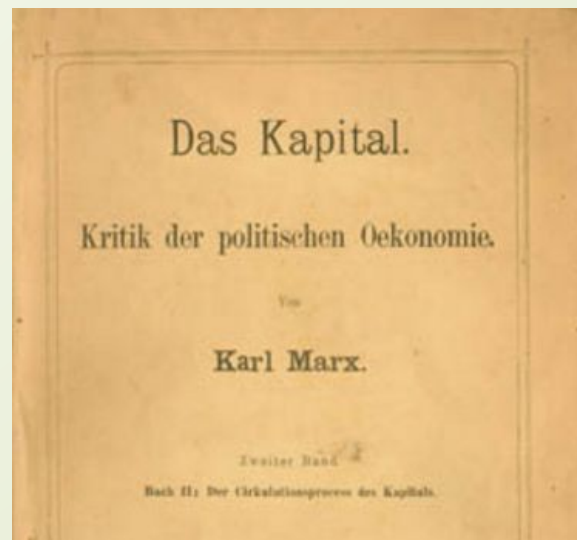 Das Kapital.
Kritik der politischen Oekonomie.
Von
Karl Marx.
Zweiter Band
Buch II: Der Cirkulationsprocess des Kapitals.